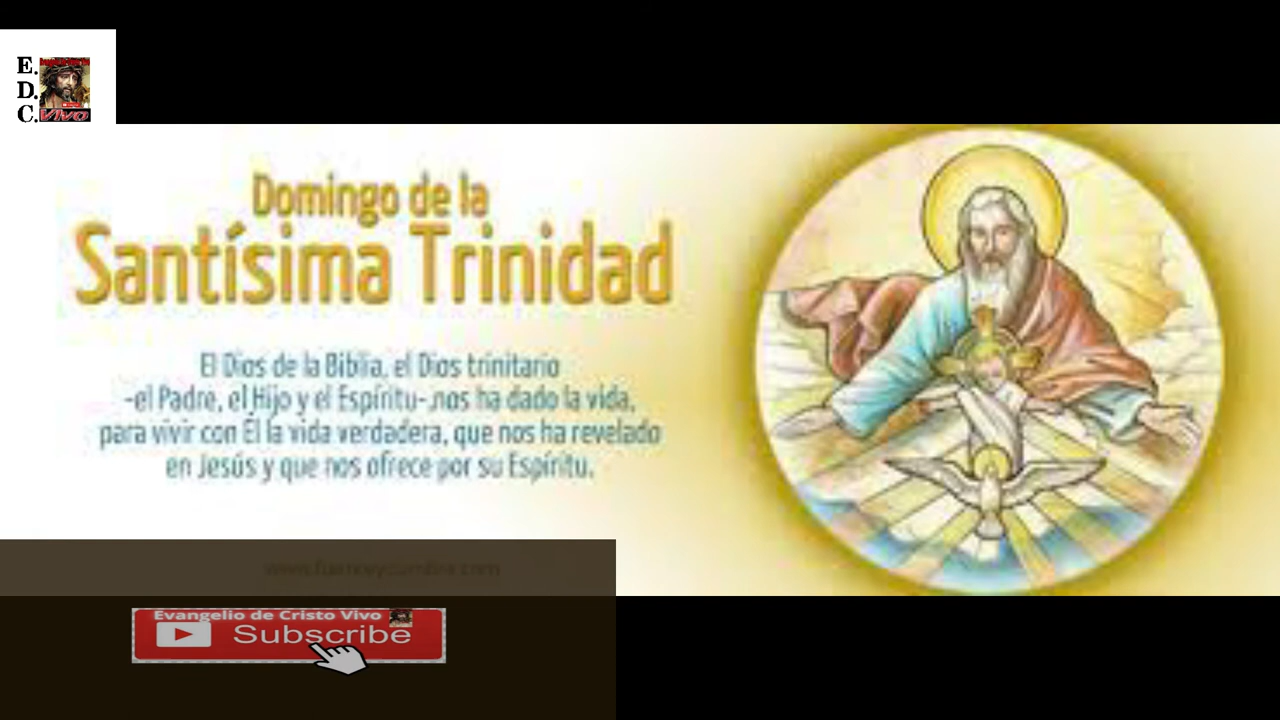 E.
D.
C. Vivo
Domingo de la
Santísima Trinidad
El Dios de la Biblia, el Dios trinitario
-el Padre, el Hijo y el Espíritu-,nos ha dado la vida,
para vivir con Él la vida verdadera, que nos ha revelado
en Jesús y que nos ofrece por su Espíritu.
Evangelio de Cristo Vivo
Subscribe